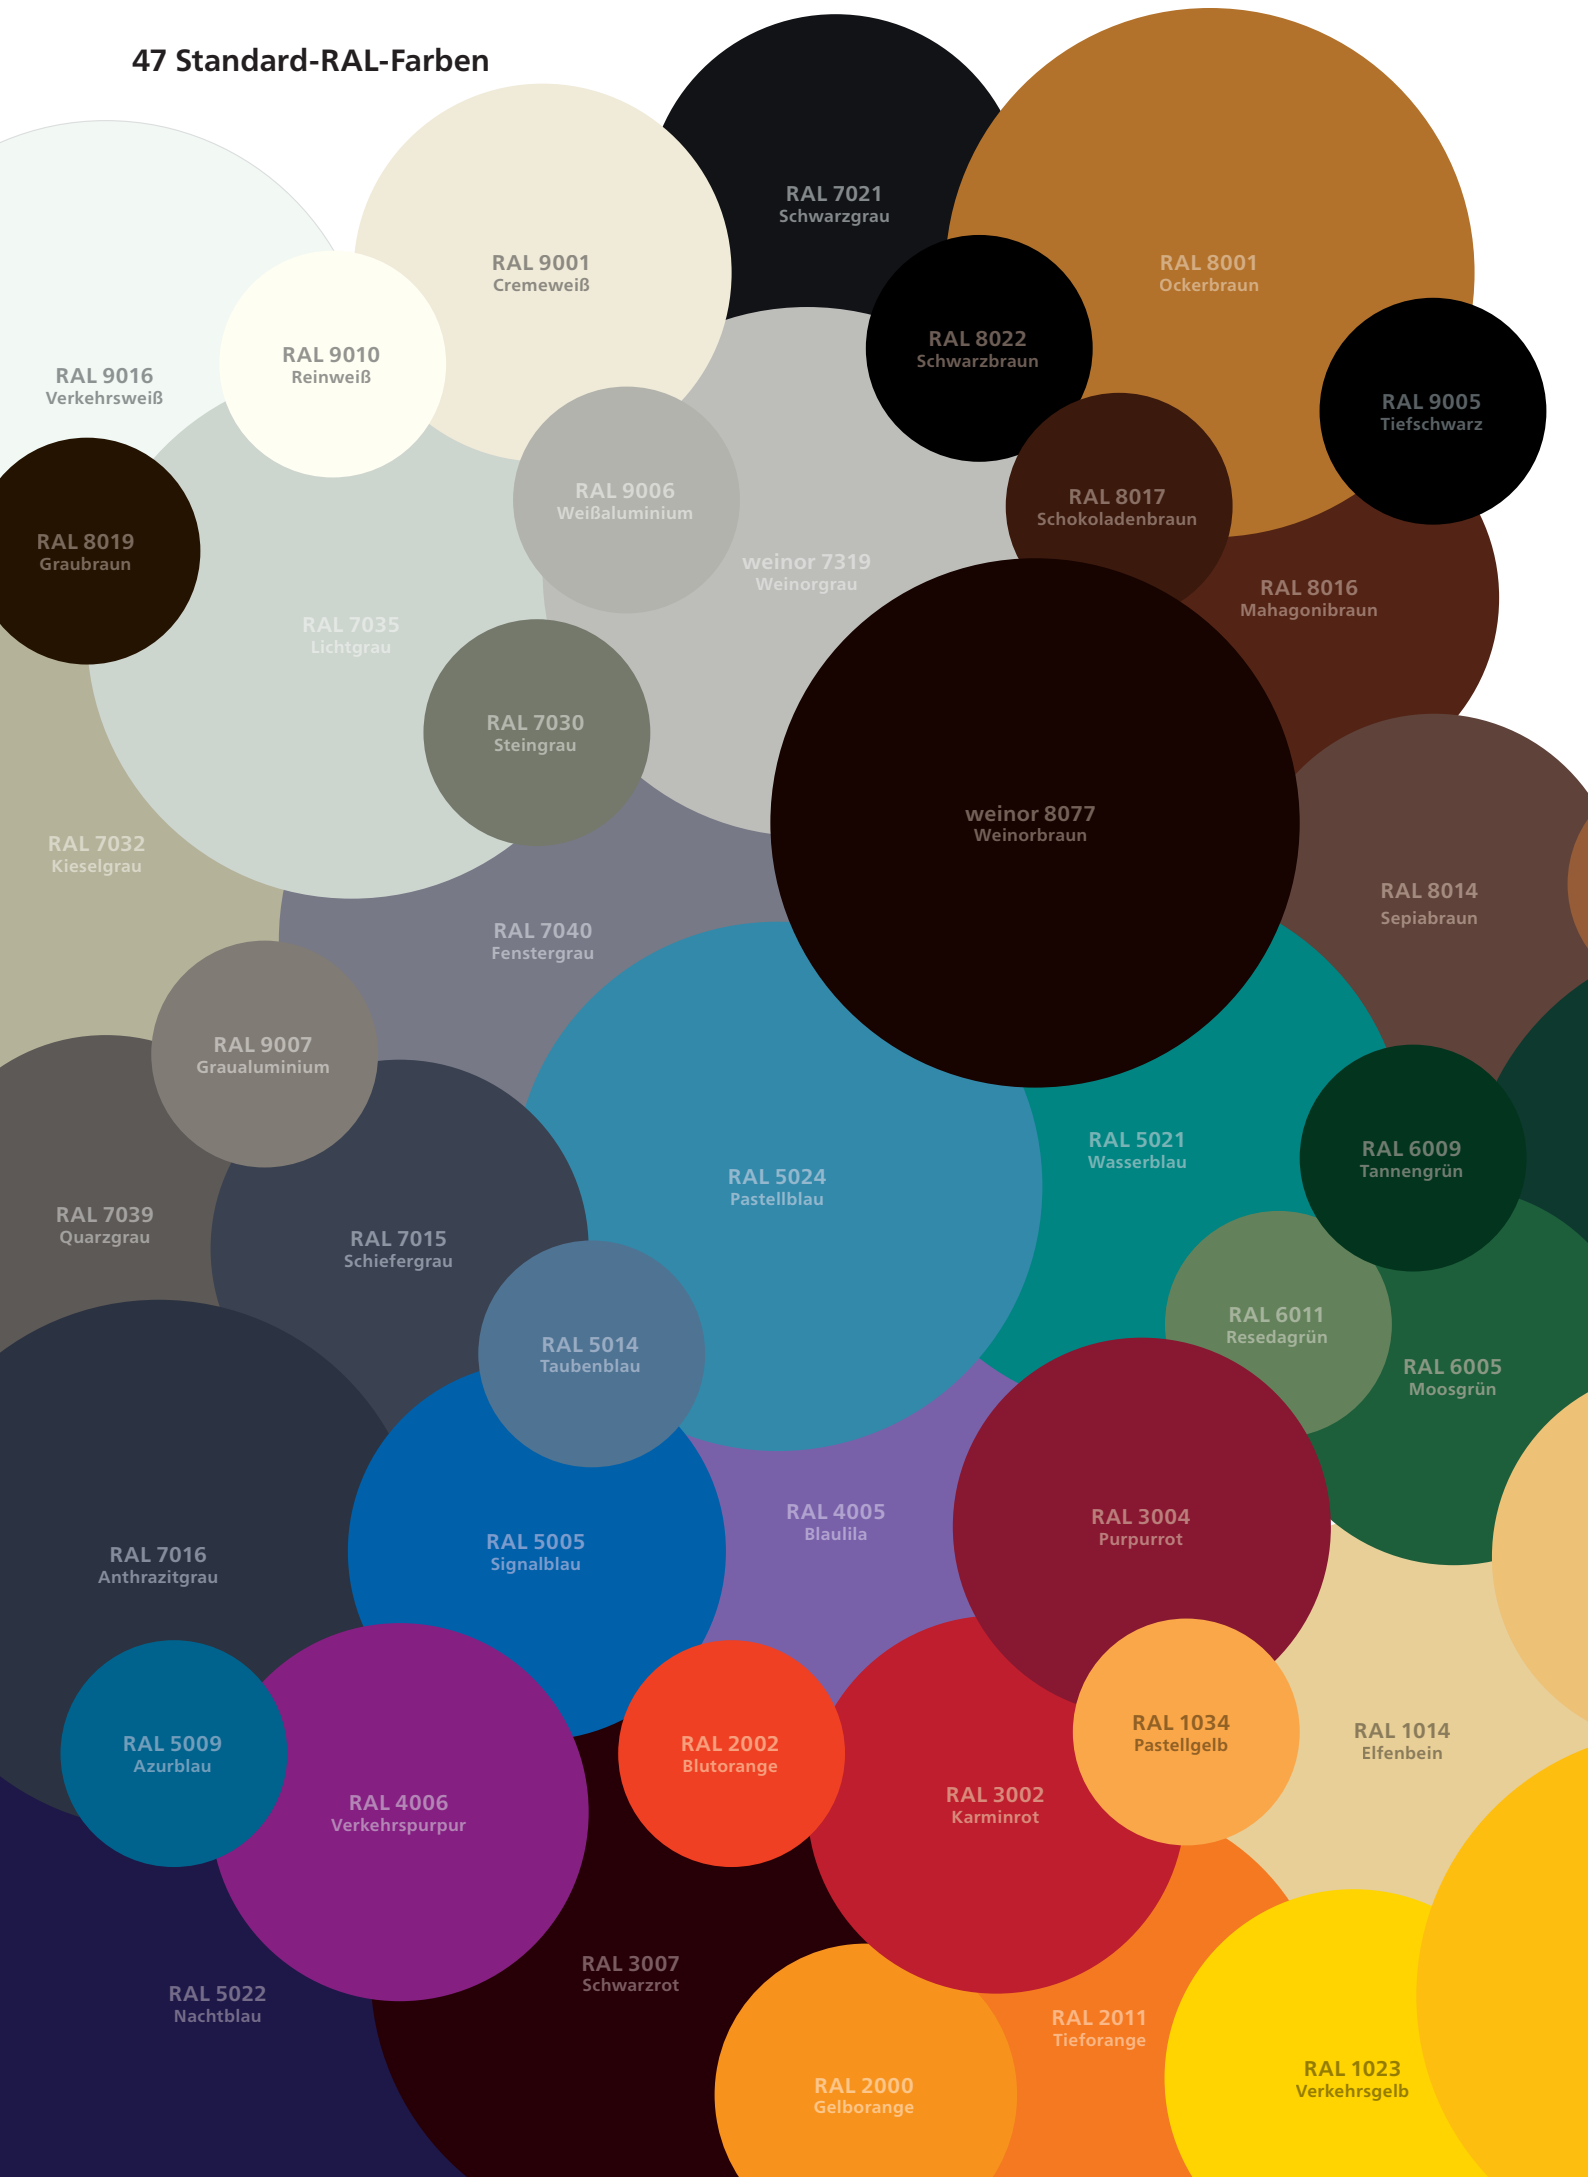 47 Standard-RAL-Farben
RAL 7021
Schwarzgrau
RAL 9001
Cremeweiß
RAL 8001
Ockerbraun
RAL 8022
Schwarzbraun
RAL 9010
Reinweiß
RAL 9016
Verkehrsweiß
RAL 9005
Tiefschwarz
RAL 9006
Weißaluminium
RAL 8017
Schokoladenbraun
RAL 8019
Graubraun
weinor 7319
Weinorgrau
RAL 8016
Mahagonibraun
RAL 7035
Lichtgrau
RAL 7030
Steingrau
weinor 8077
Weinorbraun
RAL 7032
Kieselgrau
RAL 8014
Sepiabraun
RAL 7040
Fenstergrau
RAL 9007
Graualuminium
RAL 5021
Wasserblau
RAL 6009
Tannengrün
RAL 5024
Pastellblau
RAL 7039
Quarzgrau
RAL 7015
Schiefergrau
RAL 6011
Resedagrün
RAL 5014
Taubenblau
RAL 6005
Moosgrün
RAL 4005
Blaulila
RAL 3004
Purpurrot
RAL 5005
Signalblau
RAL 7016
Anthrazitgrau
RAL 1034
Pastellgelb
RAL 1014
Elfenbein
RAL 5009
Azurblau
RAL 2002
Blutorange
RAL 3002
Karminrot
RAL 4006
Verkehrspurpur
RAL 3007
Schwarzrot
RAL 5022
Nachtblau
RAL 2011
Tieforange
RAL 1023
Verkehrsgelb
RAL 2000
Gelborange